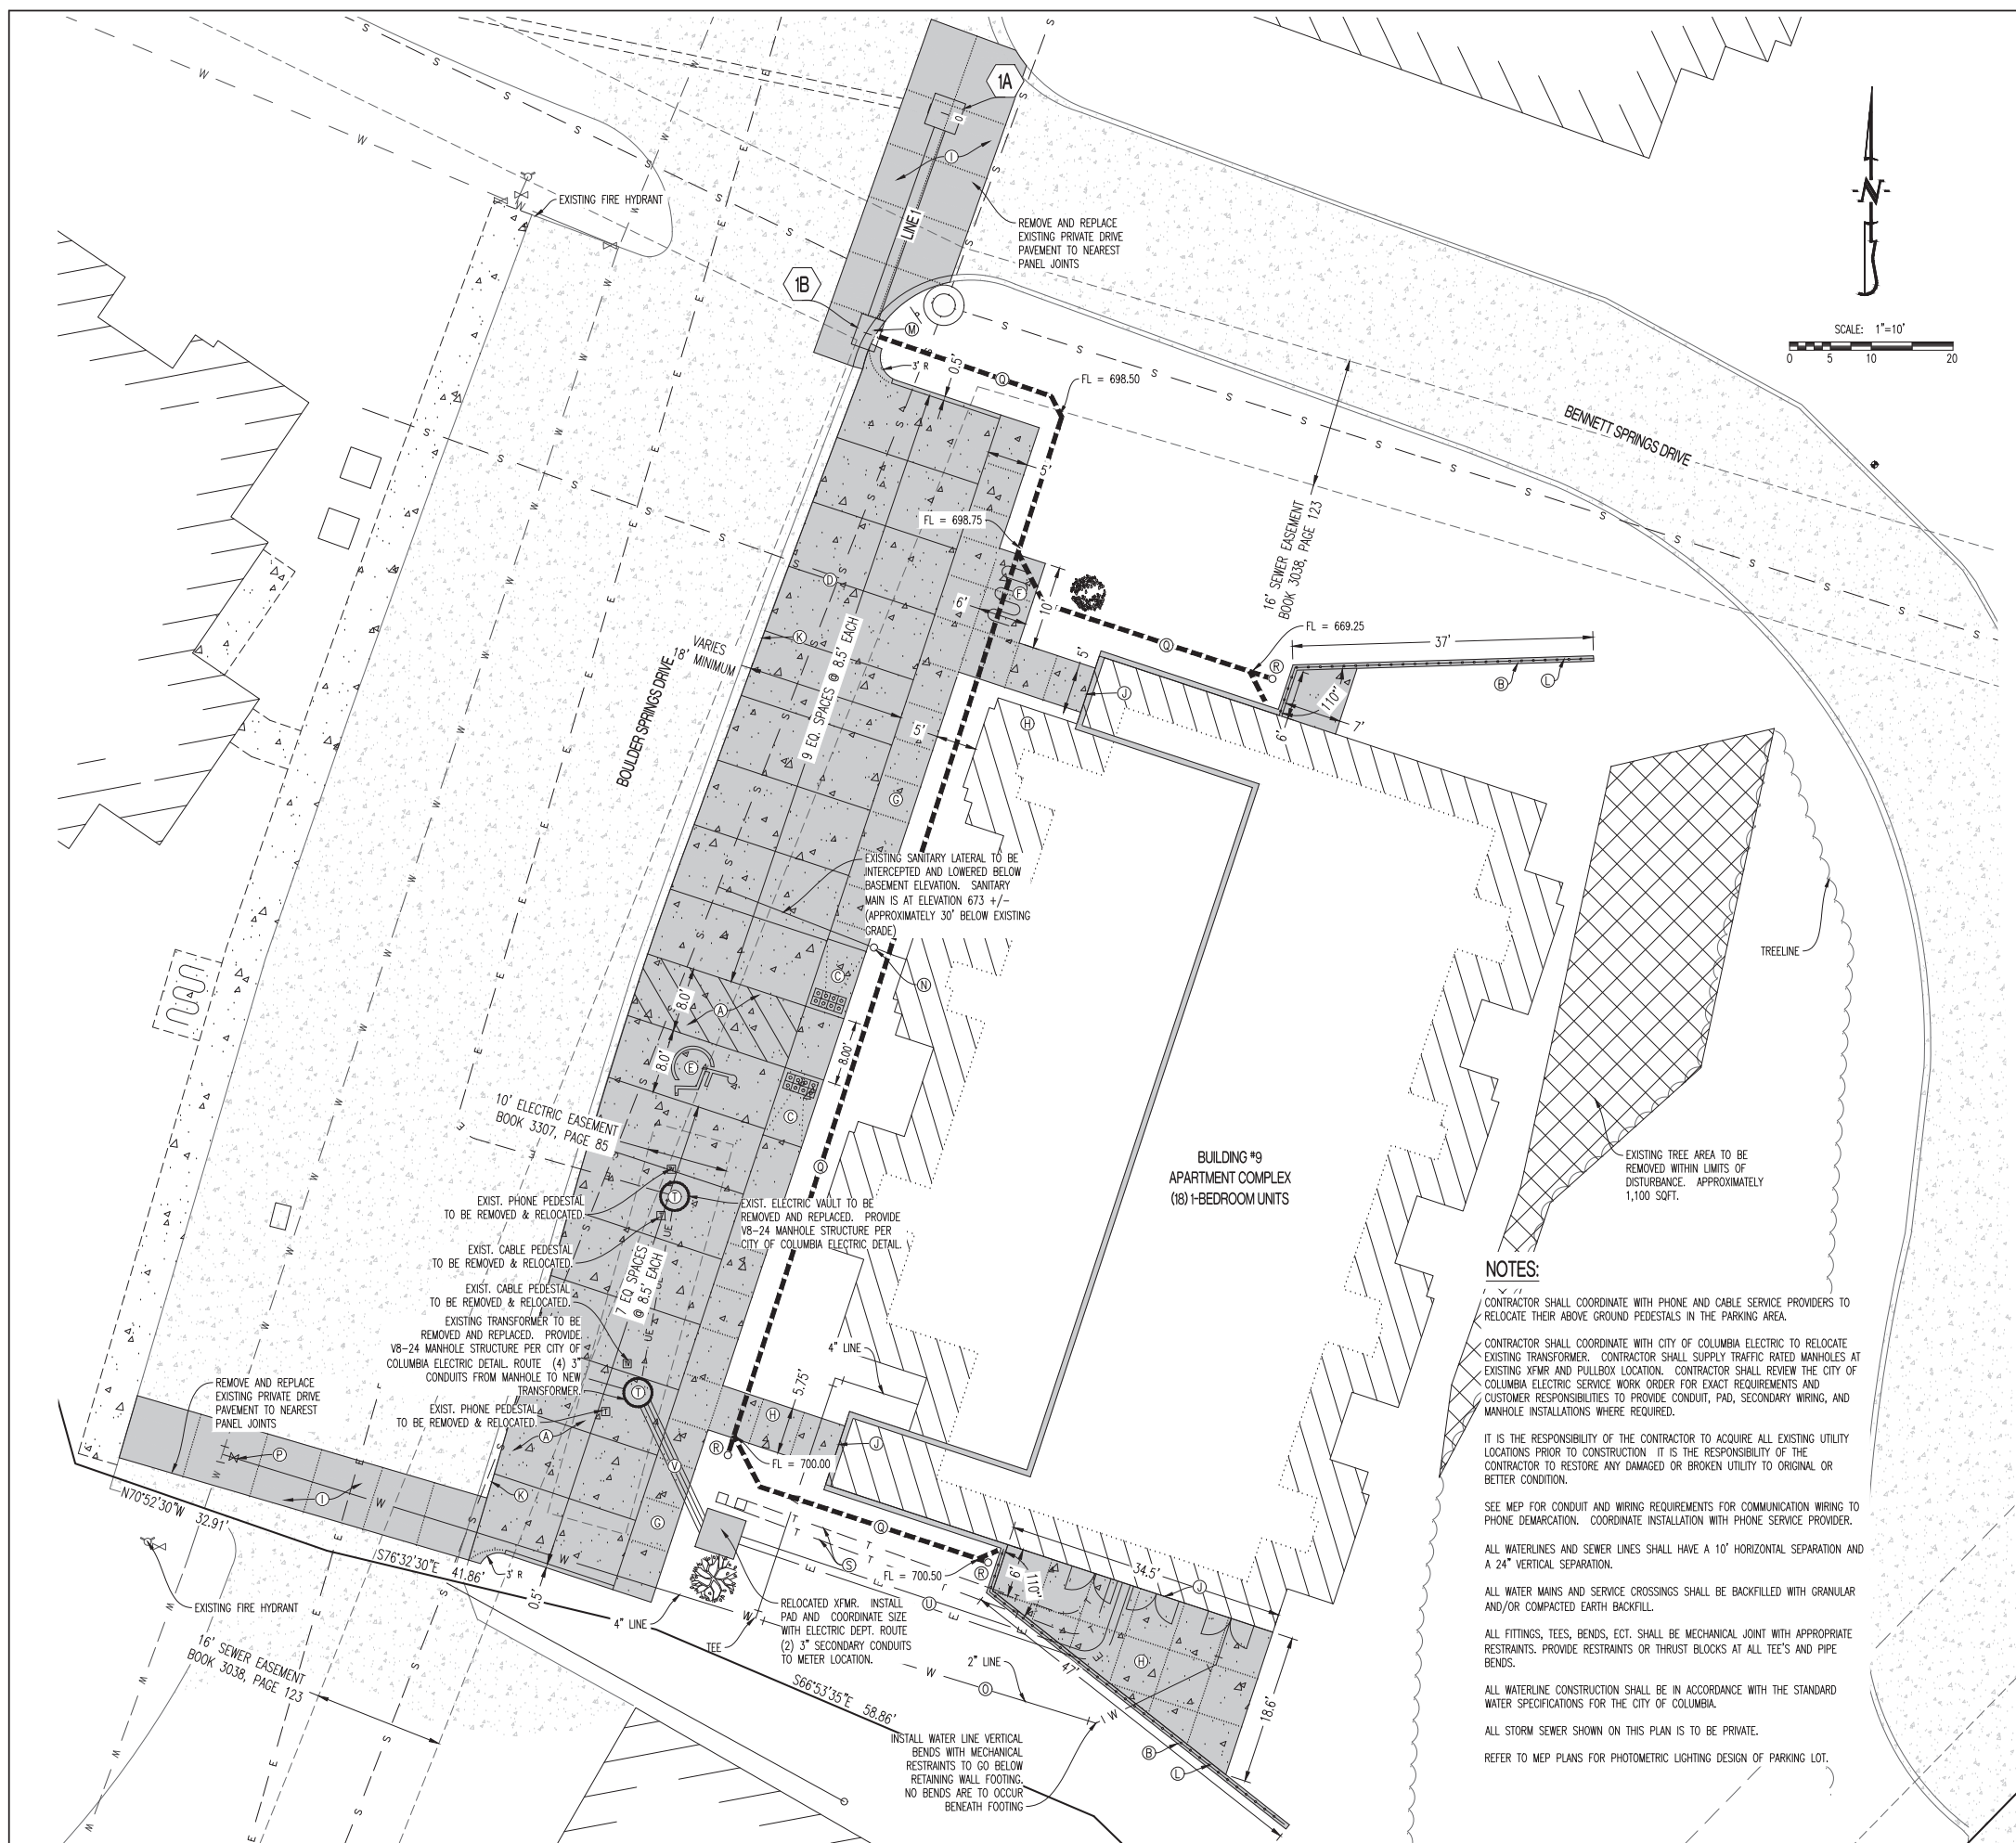 1A
EXISTING FIRE HYDRANT
LINE 1
REMOVE AND REPLACE
EXISTING PRIVATE DRIVE
PAVEMENT TO NEAREST
PANEL JOINTS
N
SCALE: 1"=10'
0 5 10 20
1B
M
3' R
0.5'
Q
FL = 698.50
BENNETT SPRINGS DRIVE
5'
FL = 698.75
16' SEWER EASEMENT
BOOK 3038, PAGE 123
D
F
6'
10'
K
VARIES
18' MINIMUM
9 EQ. SPACES @ 8.5' EACH
BOULDER SPRINGS DRIVE
5'
Q
FL = 669.25
37'
R
B
L
J
H
110°
6'
7'
5'
G
EXISTING SANITARY LATERAL TO BE
INTERCEPTED AND LOWERED BELOW
BASEMENT ELEVATION. SANITARY
MAIN IS AT ELEVATION 673 +/-
(APPROXIMATELY 30' BELOW EXISTING
GRADE)
TREELINE
C
N
8.0'
A
8.0'
E
8.00'
C
10' ELECTRIC EASEMENT
BOOK 3307, PAGE 85
Q
BUILDING #9
APARTMENT COMPLEX
(18) 1-BEDROOM UNITS
EXISTING TREE AREA TO BE
REMOVED WITHIN LIMITS OF
DISTURBANCE. APPROXIMATELY
1,100 SQFT.
EXIST. PHONE PEDESTAL
TO BE REMOVED & RELOCATED.
T
EXIST. ELECTRIC VAULT TO BE
REMOVED AND REPLACED. PROVIDE
V8-24 MANHOLE STRUCTURE PER
CITY OF COLUMBIA ELECTRIC DETAIL.
EXIST. CABLE PEDESTAL
TO BE REMOVED & RELOCATED.
7 EQ. SPACES
@ 8.5' EACH
EXIST. CABLE PEDESTAL
TO BE REMOVED & RELOCATED.
EXISTING TRANSFORMER TO BE
REMOVED AND REPLACED. PROVIDE
V8-24 MANHOLE STRUCTURE PER CITY OF
COLUMBIA ELECTRIC DETAIL. ROUTE (4) 3"
CONDUITS FROM MANHOLE TO NEW
TRANSFORMER.
T
EXIST. PHONE PEDESTAL
TO BE REMOVED & RELOCATED.
A
4" LINE
5.75'
H
J
R
FL = 700.00
V
REMOVE AND REPLACE
EXISTING PRIVATE DRIVE
PAVEMENT TO NEAREST
PANEL JOINTS
P
I
K
G
N70°52'30"W 32.91'
S76°32'30"E 41.86'
3' R
0.5'
EXISTING FIRE HYDRANT
16' SEWER EASEMENT
BOOK 3038, PAGE 123
4" LINE
TEE
RELOCATED XFMR. INSTALL
PAD AND COORDINATE SIZE
WITH ELECTRIC DEPT. ROUTE
(2) 3" SECONDARY CONDUITS
TO METER LOCATION.
Q
S
FL = 700.50
R
U
6'
110°
34.5'
J
H
47'
2" LINE
O
S66°53'35"E 58.86'
18.6'
B
L
INSTALL WATER LINE VERTICAL
BENDS WITH MECHANICAL
RESTRAINTS TO GO BELOW
RETAINING WALL FOOTING.
NO BENDS ARE TO OCCUR
BENEATH FOOTING
NOTES:
CONTRACTOR SHALL COORDINATE WITH PHONE AND CABLE SERVICE PROVIDERS TO
RELOCATE THEIR ABOVE GROUND PEDESTALS IN THE PARKING AREA.
CONTRACTOR SHALL COORDINATE WITH CITY OF COLUMBIA ELECTRIC TO RELOCATE
EXISTING TRANSFORMER. CONTRACTOR SHALL SUPPLY TRAFFIC RATED MANHOLES AT
EXISTING XFMR AND PULLBOX LOCATION. CONTRACTOR SHALL REVIEW THE CITY OF
COLUMBIA ELECTRIC SERVICE WORK ORDER FOR EXACT REQUIREMENTS AND
CUSTOMER RESPONSIBILITIES TO PROVIDE CONDUIT, PAD, SECONDARY WIRING, AND
MANHOLE INSTALLATIONS WHERE REQUIRED.
IT IS THE RESPONSIBILITY OF THE CONTRACTOR TO ACQUIRE ALL EXISTING UTILITY
LOCATIONS PRIOR TO CONSTRUCTION IT IS THE RESPONSIBILITY OF THE
CONTRACTOR TO RESTORE ANY DAMAGED OR BROKEN UTILITY TO ORIGINAL OR
BETTER CONDITION.
SEE MEP FOR CONDUIT AND WIRING REQUIREMENTS FOR COMMUNICATION WIRING TO
PHONE DEMARCATION. COORDINATE INSTALLATION WITH PHONE SERVICE PROVIDER.
ALL WATERLINES AND SEWER LINES SHALL HAVE A 10' HORIZONTAL SEPARATION AND
A 24" VERTICAL SEPARATION.
ALL WATER MAINS AND SERVICE CROSSINGS SHALL BE BACKFILLED WITH GRANULAR
AND/OR COMPACTED EARTH BACKFILL.
ALL FITTINGS, TEES, BENDS, ECT. SHALL BE MECHANICAL JOINT WITH APPROPRIATE
RESTRAINTS. PROVIDE RESTRAINTS OR THRUST BLOCKS AT ALL TEE'S AND PIPE
BENDS.
ALL WATERLINE CONSTRUCTION SHALL BE IN ACCORDANCE WITH THE STANDARD
WATER SPECIFICATIONS FOR THE CITY OF COLUMBIA.
ALL STORM SEWER SHOWN ON THIS PLAN IS TO BE PRIVATE.
REFER TO MEP PLANS FOR PHOTOMETRIC LIGHTING DESIGN OF PARKING LOT.